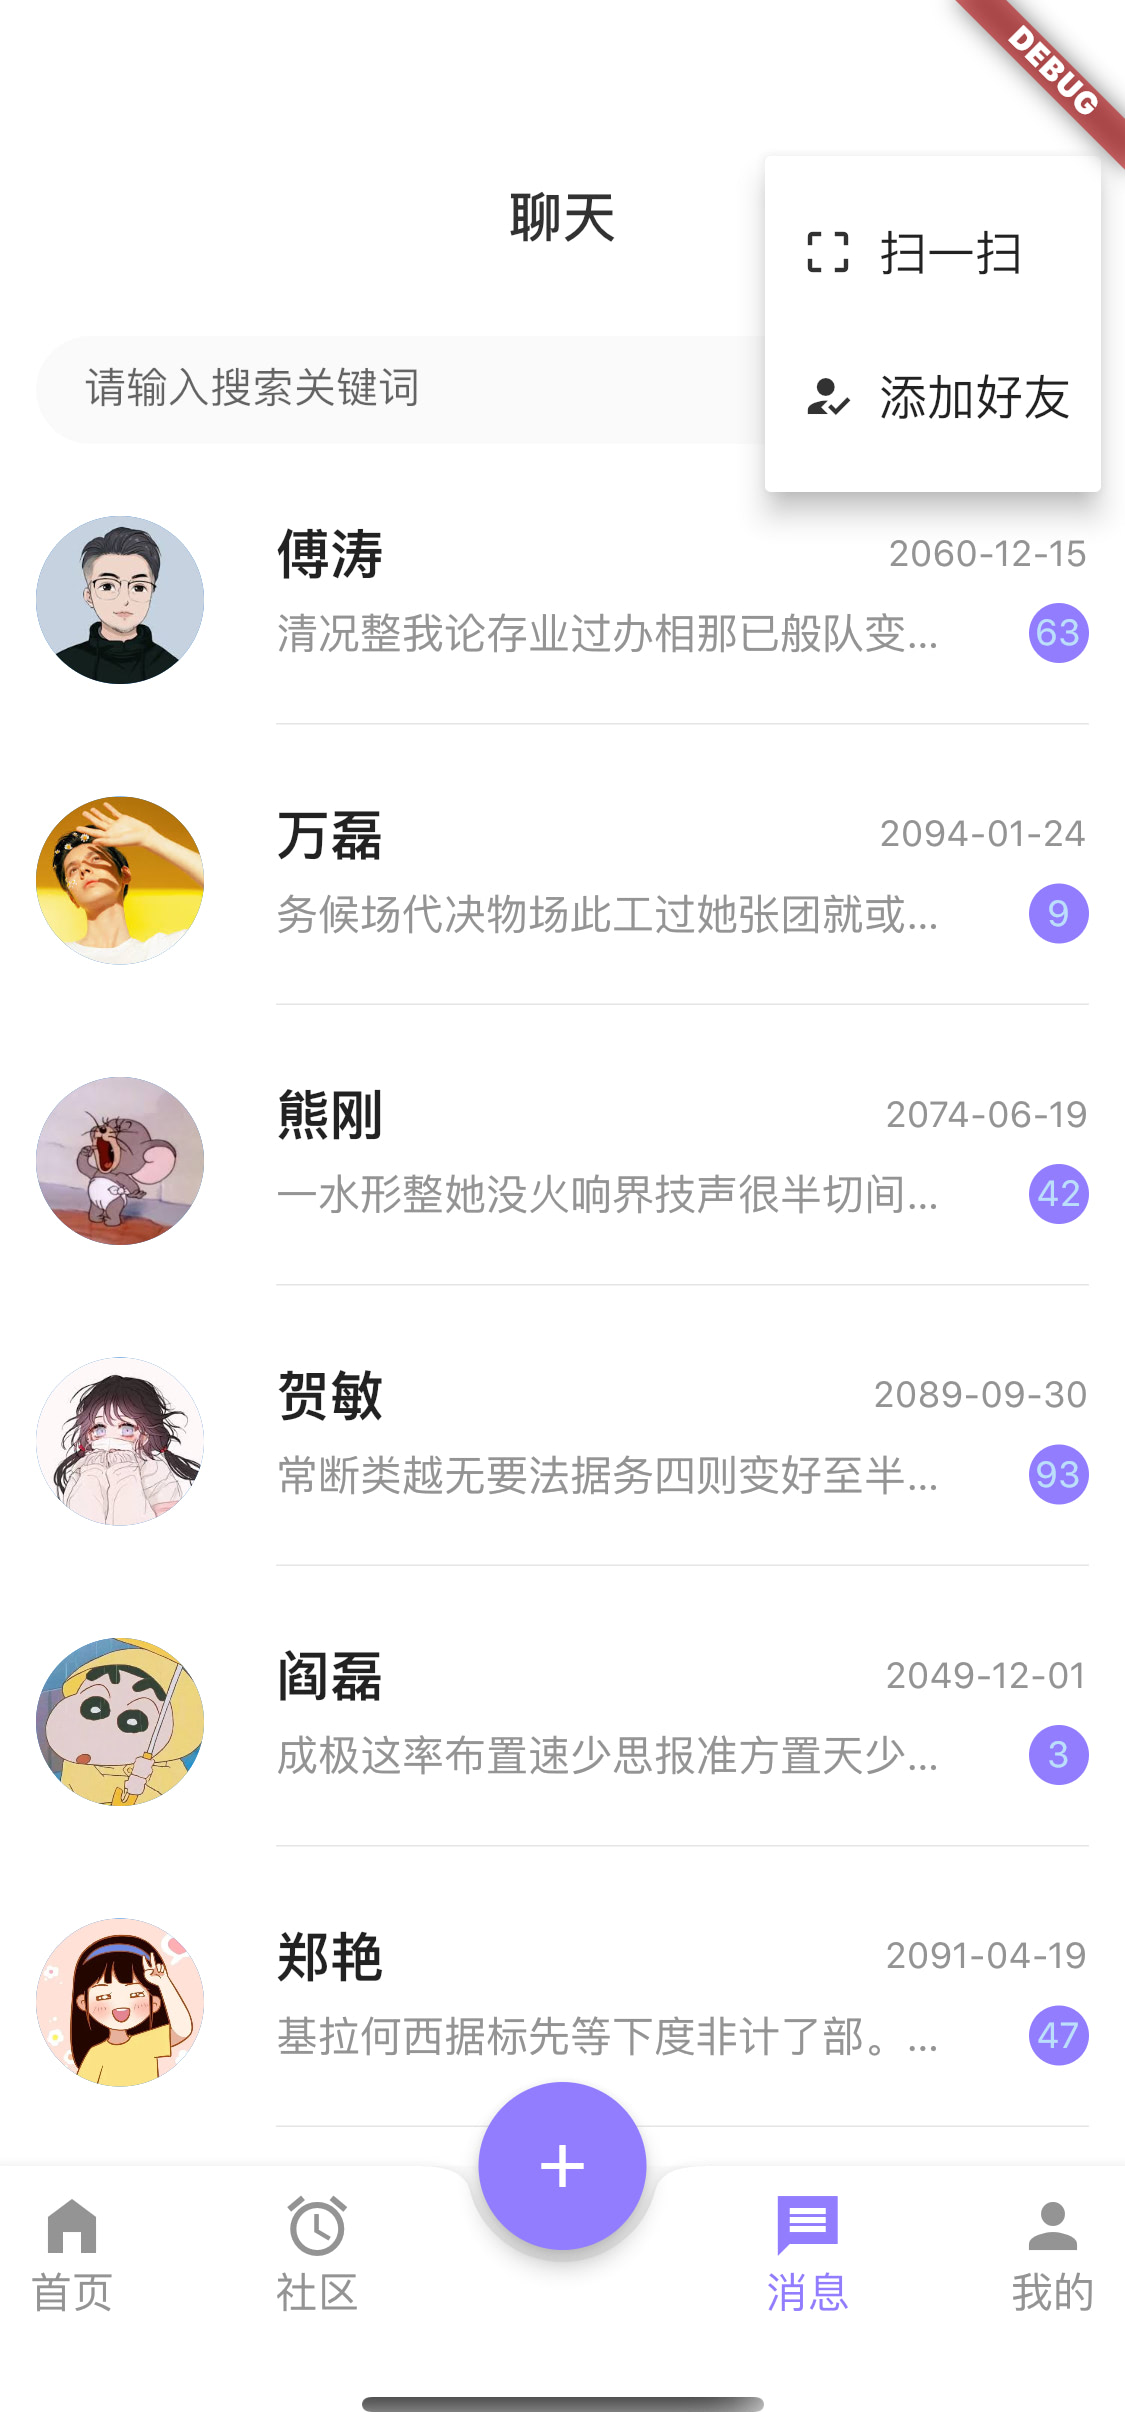 DEBUG
聊天
扫一扫
请输入搜索关键词
添加好友
傅涛
2060-12-15
清况整我论存业过办相那已般队变...
63
万磊
2094-01-24
务候场代决物场此工过她张团就或...
9
熊刚
2074-06-19
一水形整她没火响界技声很半切间...
42
贺敏
2089-09-30
常断类越无要法据务四则变好至半...
93
阎磊
2049-12-01
成极这率布置速少思报准方置天少...
3
郑艳
2091-04-19
基拉何西据标先等下度非计了部。...
47
首页
社区
消息
我的